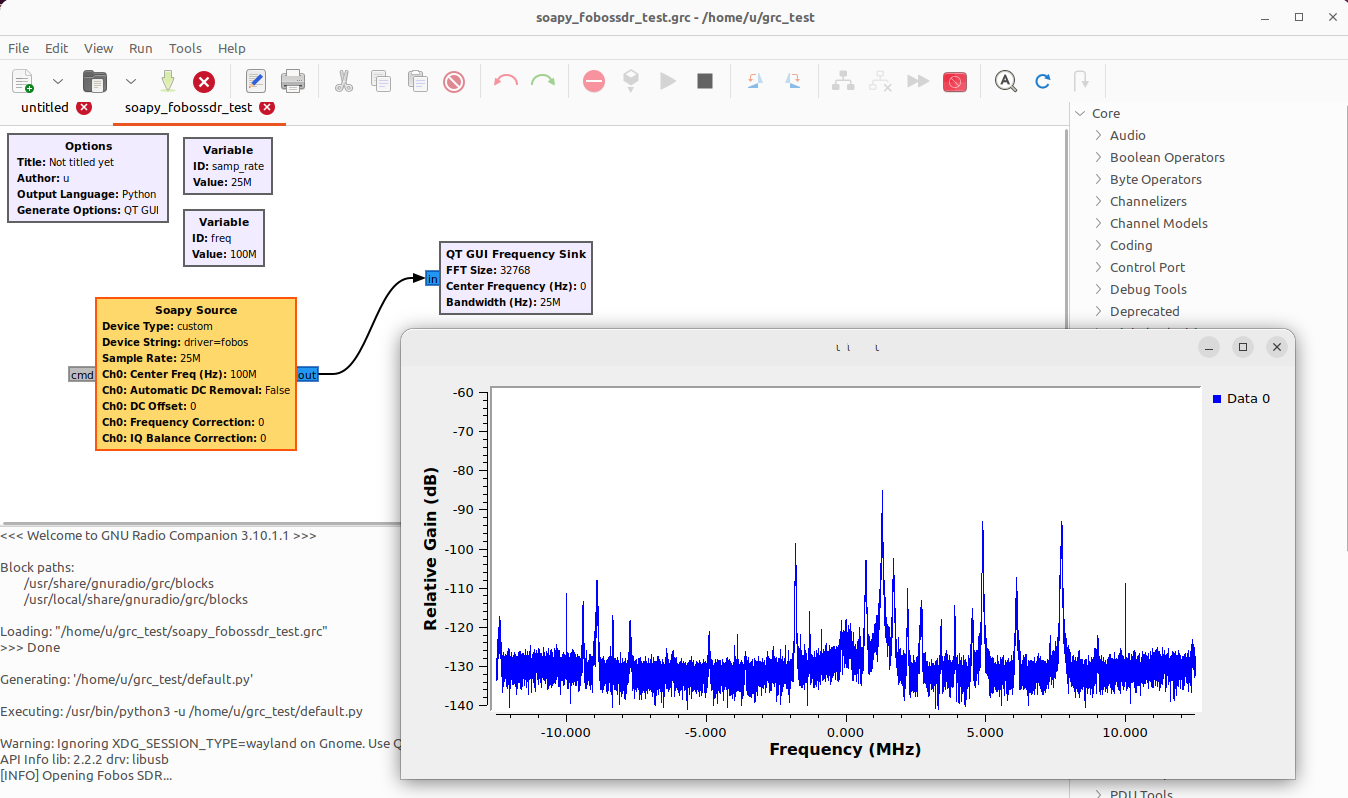 soapy_fobossdr_test.grc - /home/u/grc_test
File Edit View Run Tools Help
untitled soapy_fobossdr_test
Options
Title: Not titled yet
Author: u
Output Language: Python
Generate Options: QT GUI
Variable
ID: samp_rate
Value: 25M
Variable
ID: freq
Value: 100M
Soapy Source
Device Type: custom
Device String: driver=fobos
Sample Rate: 25M
Ch0: Center Freq (Hz): 100M
Ch0: Automatic DC Removal: False
Ch0: DC Offset: 0
Ch0: Frequency Correction: 0
Ch0: IQ Balance Correction: 0
cmd
out
in
QT GUI Frequency Sink
FFT Size: 32768
Center Frequency (Hz): 0
Bandwidth (Hz): 25M
Core
Audio
Boolean Operators
Byte Operators
Channelizers
Channel Models
Coding
Control Port
Debug Tools
Deprecated
PDU Tools
<<< Welcome to GNU Radio Companion 3.10.1.1 >>>
Block paths:
/usr/share/gnuradio/grc/blocks
/usr/local/share/gnuradio/grc/blocks
Loading: "/home/u/grc_test/soapy_fobossdr_test.grc"
>>> Done
Generating: '/home/u/grc_test/default.py'
Executing: /usr/bin/python3 -u /home/u/grc_test/default.py
Warning: Ignoring XDG_SESSION_TYPE=wayland on Gnome. Use
API Info lib: 2.2.2 drv: libusb
[INFO] Opening Fobos SDR...
Relative Gain (dB)
-60
-70
-80
-90
-100
-110
-120
-130
-140
-10.000 -5.000 0.000 5.000 10.000
Frequency (MHz)
Data 0